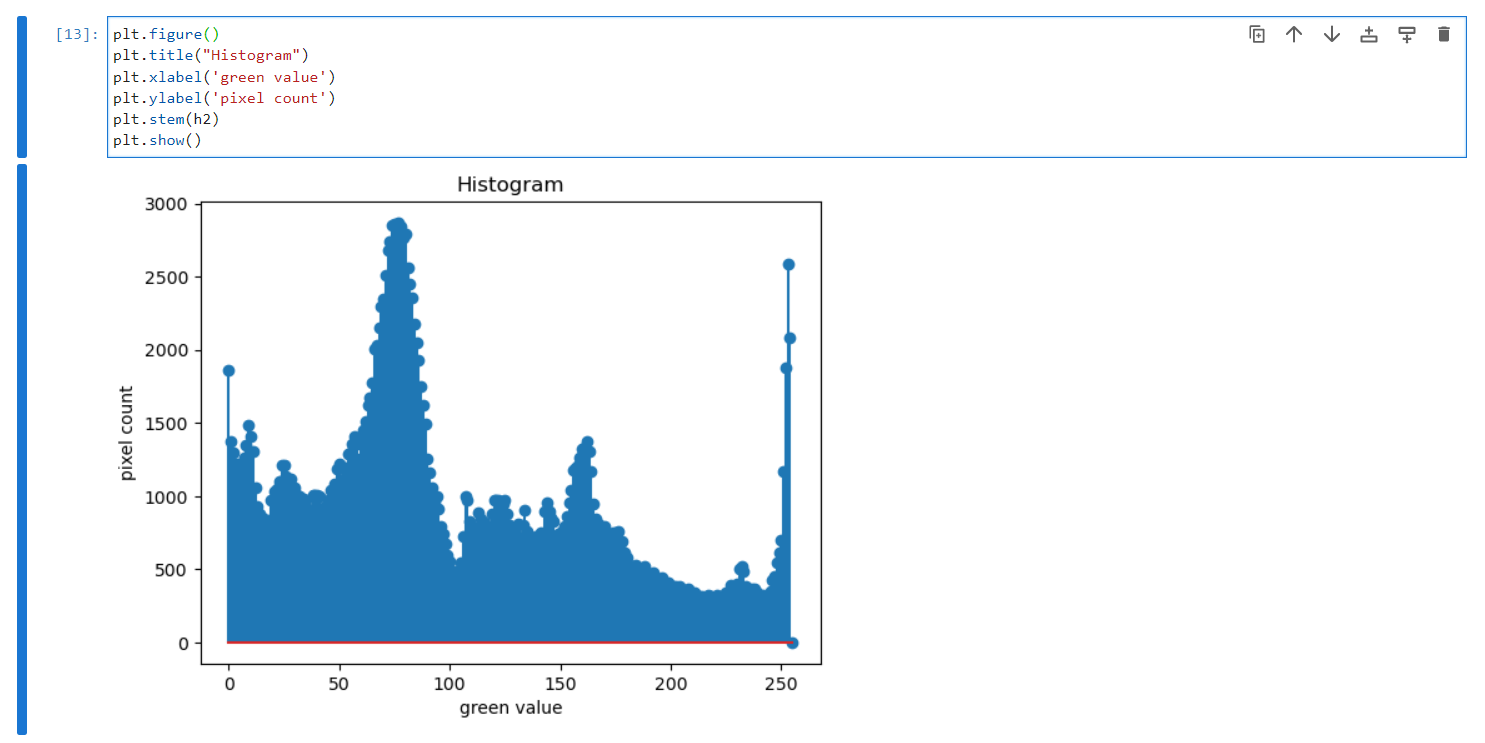 [13]:
plt.figure()
plt.title("Histogram")
plt.xlabel('green value')
plt.ylabel('pixel count')
plt.stem(h2)
plt.show()
Histogram
3000
2500
2000
1500
1000
500
0
pixel count
0 50 100 150 200 250
green value